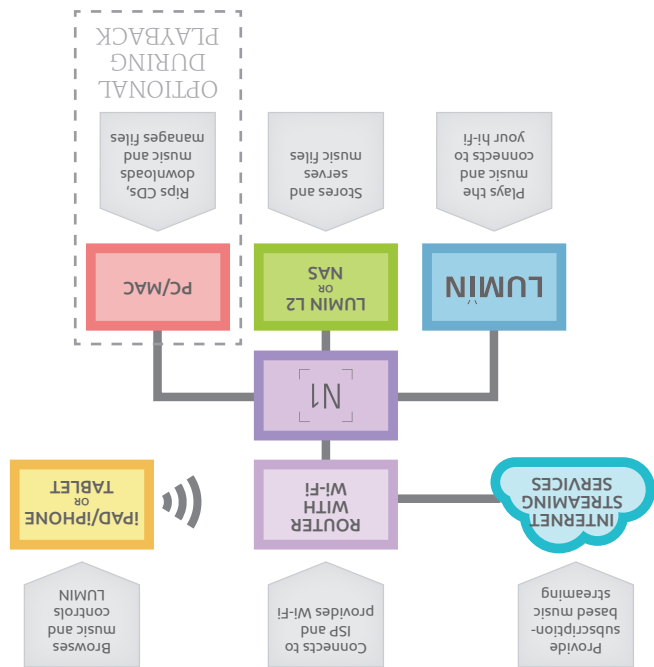 Provide
subscription-
based music
streaming
Connects to
ISP and
provides Wi-Fi
Browses
music and
controls
LUMIN
INTERNET
STREAMING
SERVICES
ROUTER
WITH
Wi-Fi
iPAD/iPHONE
OR
TABLET
N1
LUMIN
LUMIN L2
OR
NAS
PC/MAC
Plays the
music and
connects to
your hi-fi
Stores and
serves
music files
Rips CDs,
downloads
music and
manages files
OPTIONAL
DURING
PLAYBACK